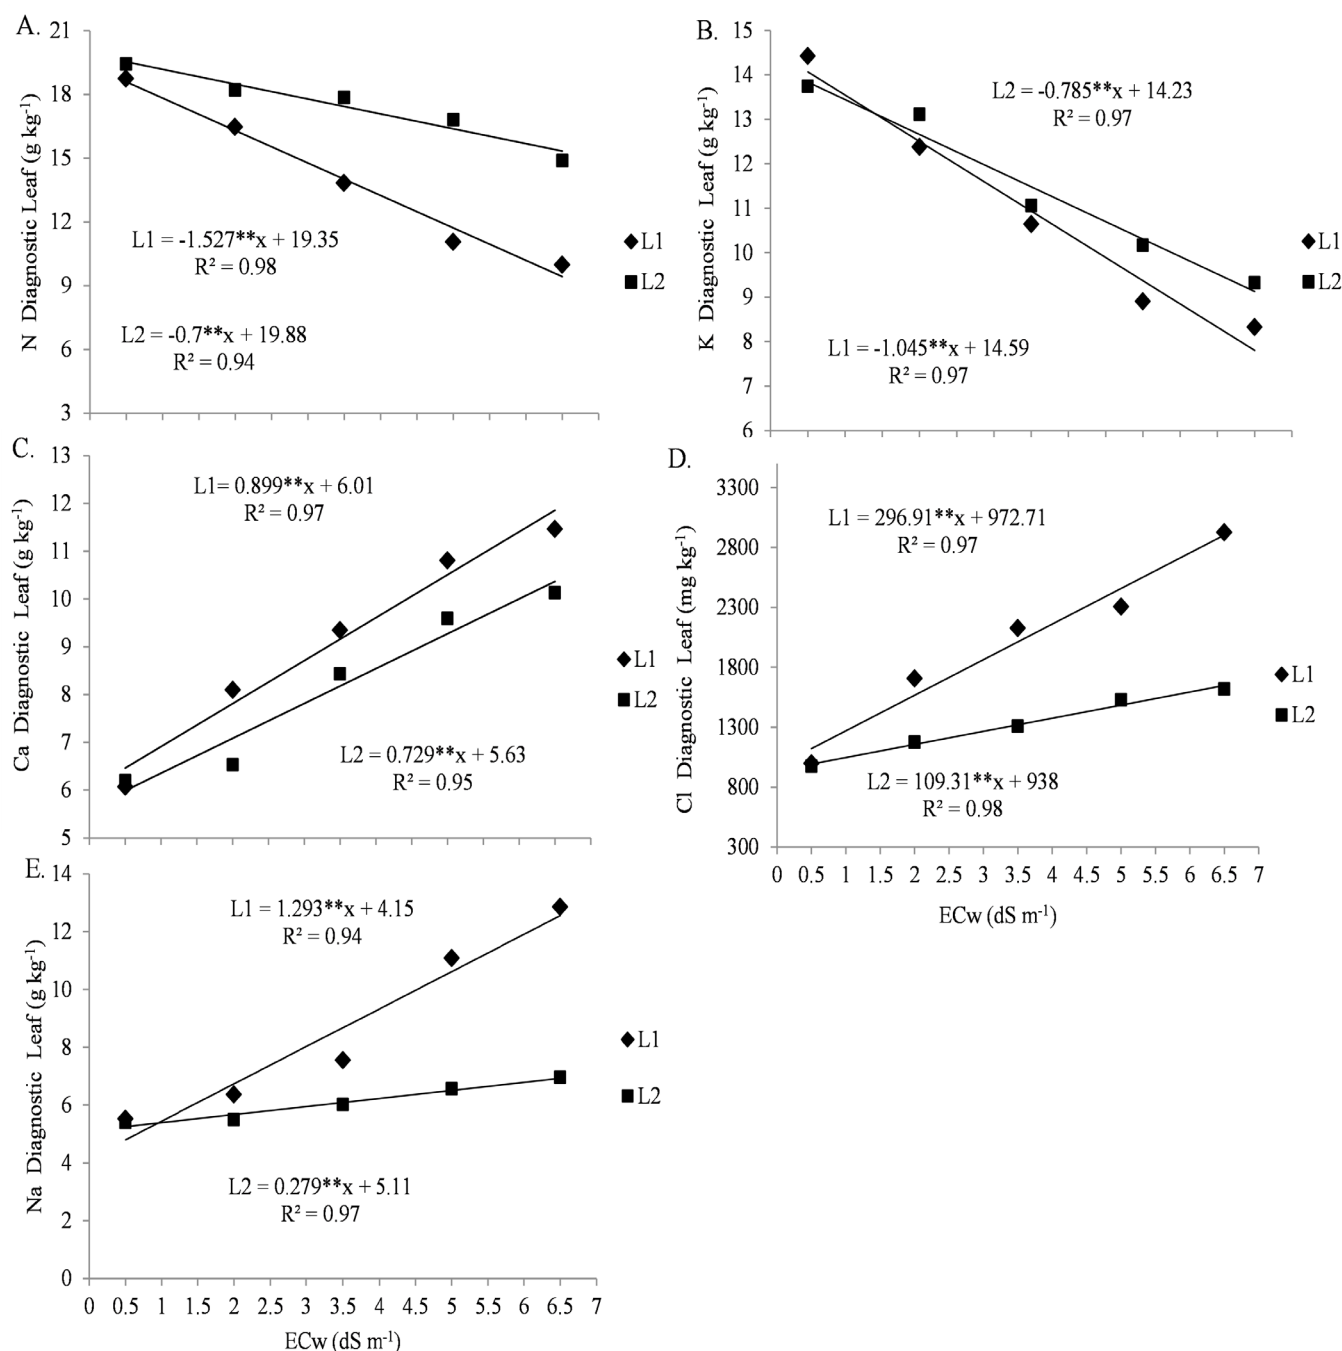 A.
N Diagnostic Leaf (g kg⁻¹)
21
18
15
12
9
6
3
L1 = -1.527**x + 19.35
R² = 0.98
L2 = -0.7**x + 19.88
R² = 0.94
L1
L2
B.
K Diagnostic Leaf (g kg⁻¹)
15
14
13
12
11
10
9
8
7
6
L2 = -0.785**x + 14.23
R² = 0.97
L1 = -1.045**x + 14.59
R² = 0.97
L1
L2
C.
Ca Diagnostic Leaf (g kg⁻¹)
13
12
11
10
9
8
7
6
5
L1= 0.899**x + 6.01
R² = 0.97
L2 = 0.729**x + 5.63
R² = 0.95
L1
L2
D.
Cl Diagnostic Leaf (mg kg⁻¹)
3300
2800
2300
1800
1300
800
300
L1 = 296.91**x + 972.71
R² = 0.97
L2 = 109.31**x + 938
R² = 0.98
L1
L2
0 0.5 1 1.5 2 2.5 3 3.5 4 4.5 5 5.5 6 6.5 7
ECw (dS m⁻¹)
E.
Na Diagnostic Leaf (g kg⁻¹)
14
12
10
8
6
4
2
0
L1 = 1.293**x + 4.15
R² = 0.94
L2 = 0.279**x + 5.11
R² = 0.97
L1
L2
0 0.5 1 1.5 2 2.5 3 3.5 4 4.5 5 5.5 6 6.5 7
ECw (dS m⁻¹)